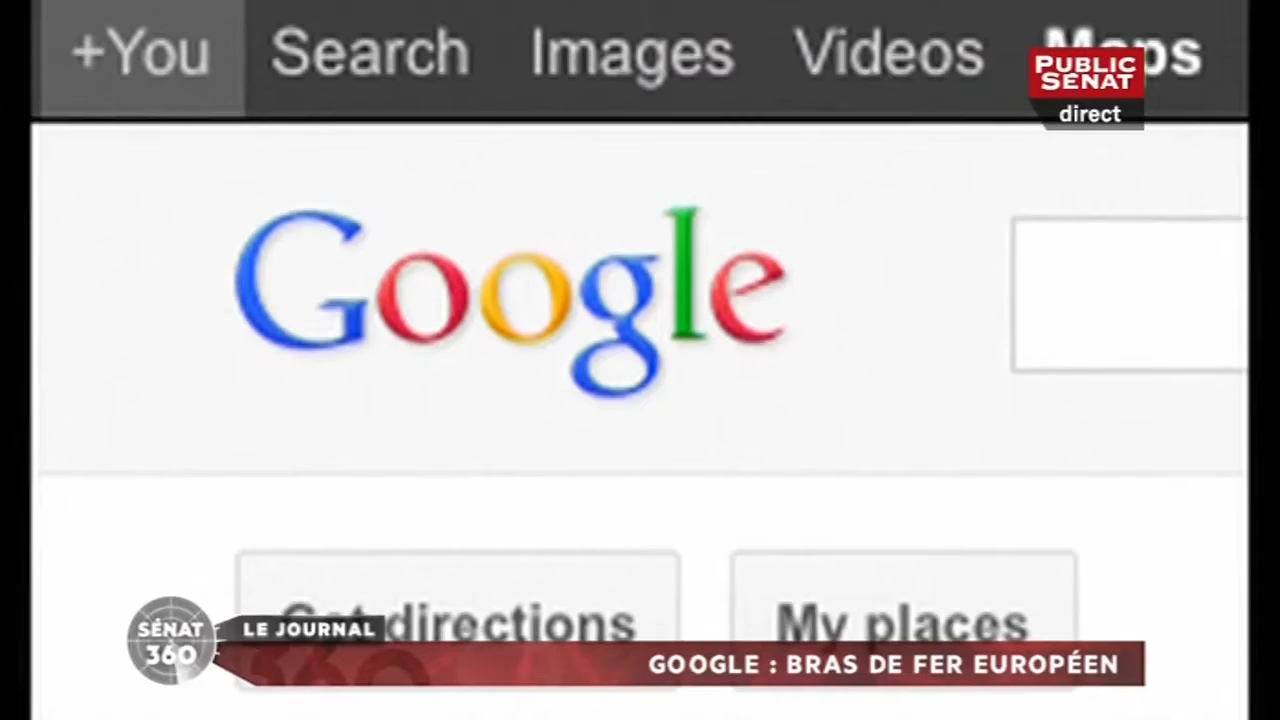 +You Search Images Videos Maps
PUBLIC
SÉNAT
direct
Google
Get directions My places
SÉNAT
360
LE JOURNAL
GOOGLE : BRAS DE FER EUROPÉEN